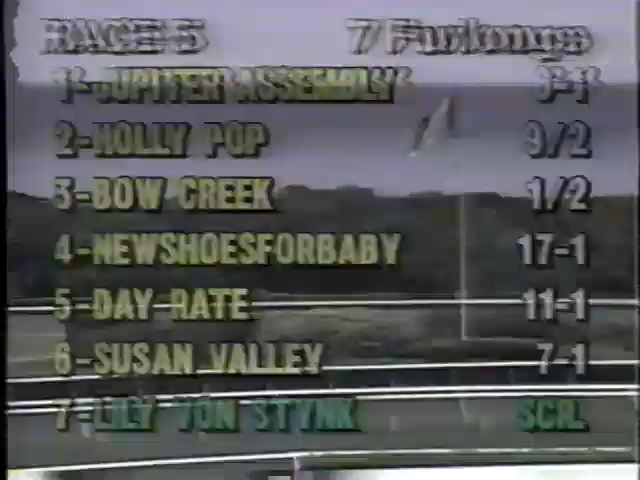 RACE 5 7 Furlongs
1-JUPITER ASSEMBLY 9-1
2-HOLLY POP 9/2
3-BOW CREEK 1/2
4-NEWSHOESFORBABY 17-1
5-DAY RATE 11-1
6-SUSAN VALLEY 7-1
7-LILY VON STYNK SCR.